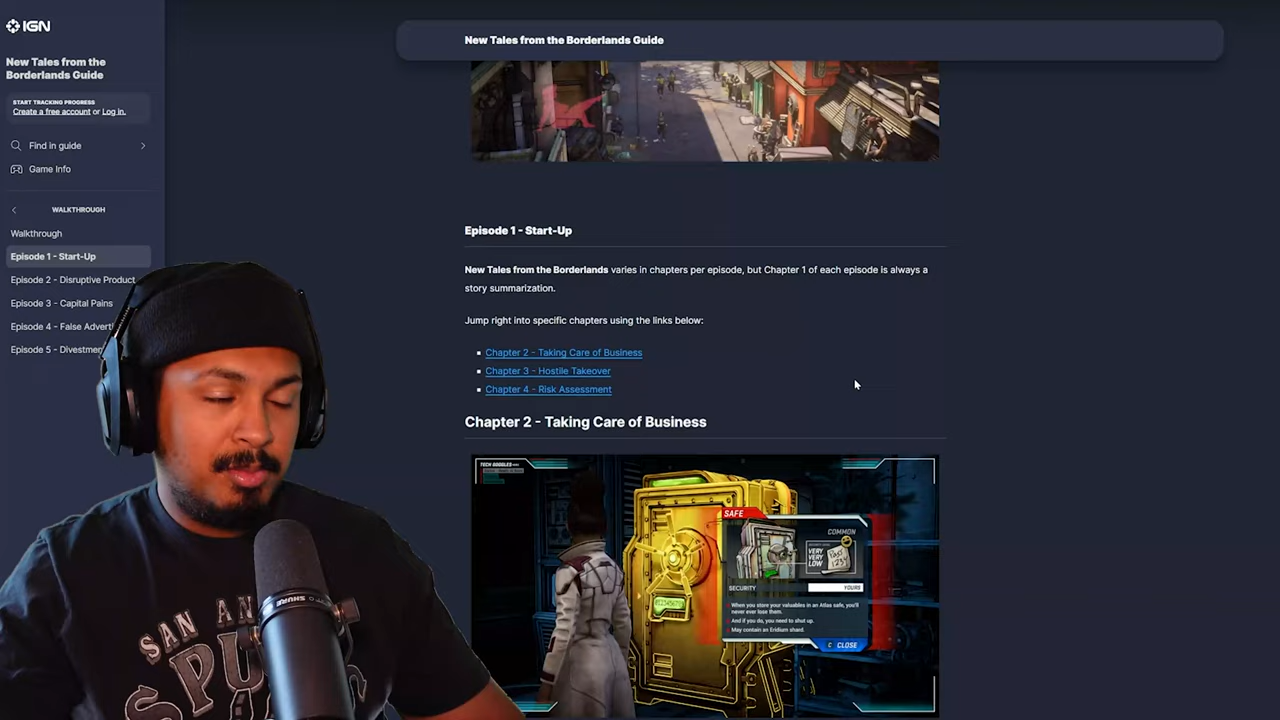 IGN
New Tales from the Borderlands Guide
New Tales from the
Borderlands Guide
START TRACKING PROGRESS
Create a free account or Log in.
Find in guide
Game Info
WALKTHROUGH
Walkthrough
Episode 1 - Start-Up
Episode 2 - Disruptive Product
Episode 3 - Capital Pains
Episode 4 - False Adverti
Episode 5 - Divestmen
Episode 1 - Start-Up
New Tales from the Borderlands varies in chapters per episode, but Chapter 1 of each episode is always a
story summarization.
Jump right into specific chapters using the links below:
Chapter 2 - Taking Care of Business
Chapter 3 - Hostile Takeover
Chapter 4 - Risk Assessment
Chapter 2 - Taking Care of Business
TECH GOGGLES
SAFE
COMMON
VERY
VERY
LOW
SECURITY
YOURS
When you store your valuables in an Atlas safe, you'll
never ever lose them.
And if you do, you need to shut up.
May contain an Eridium shard.
C CLOSE
SAN AN
SPU
SHURE